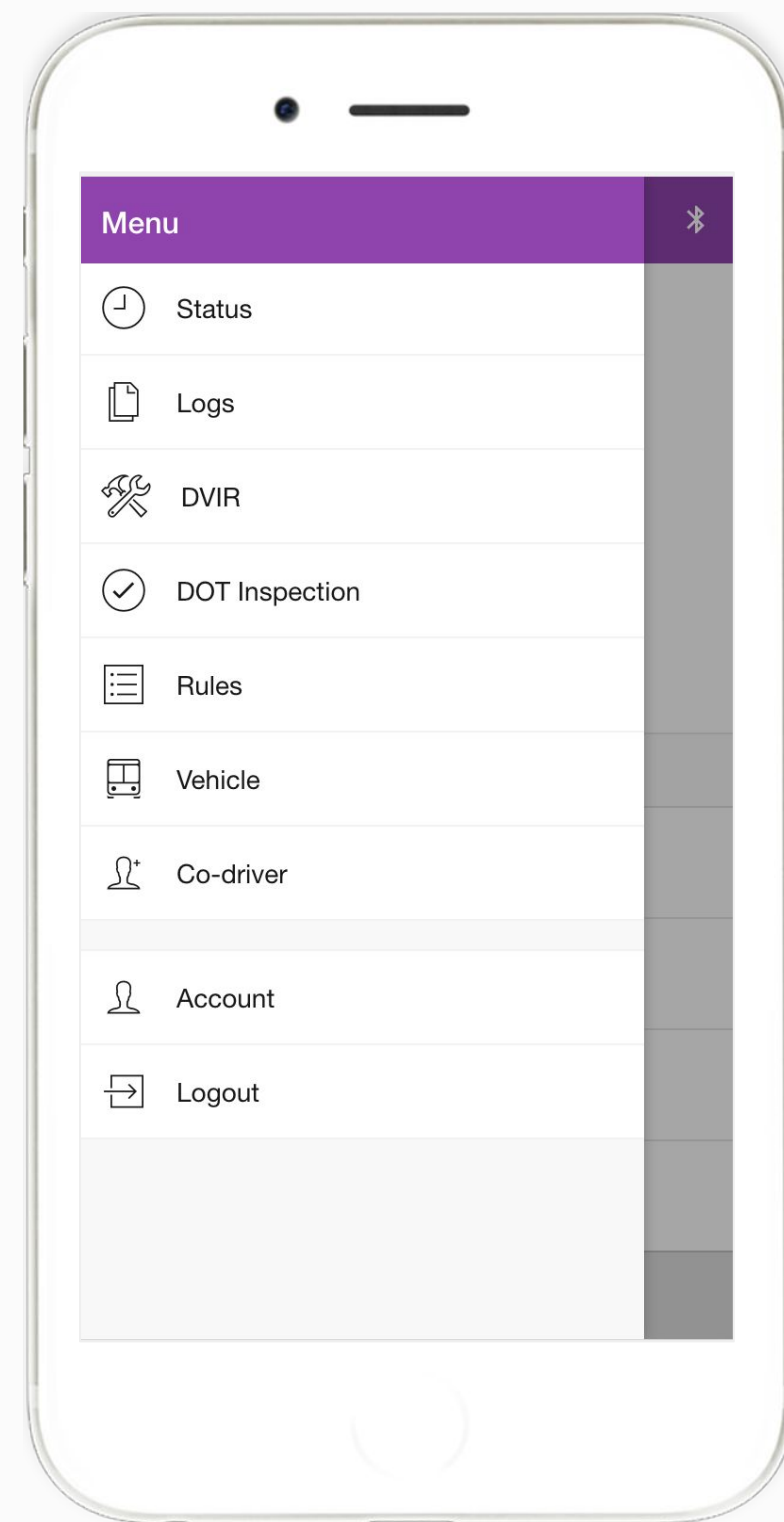 Menu
Status
Logs
DVIR
DOT Inspection
Rules
Vehicle
Co-driver
Account
Logout